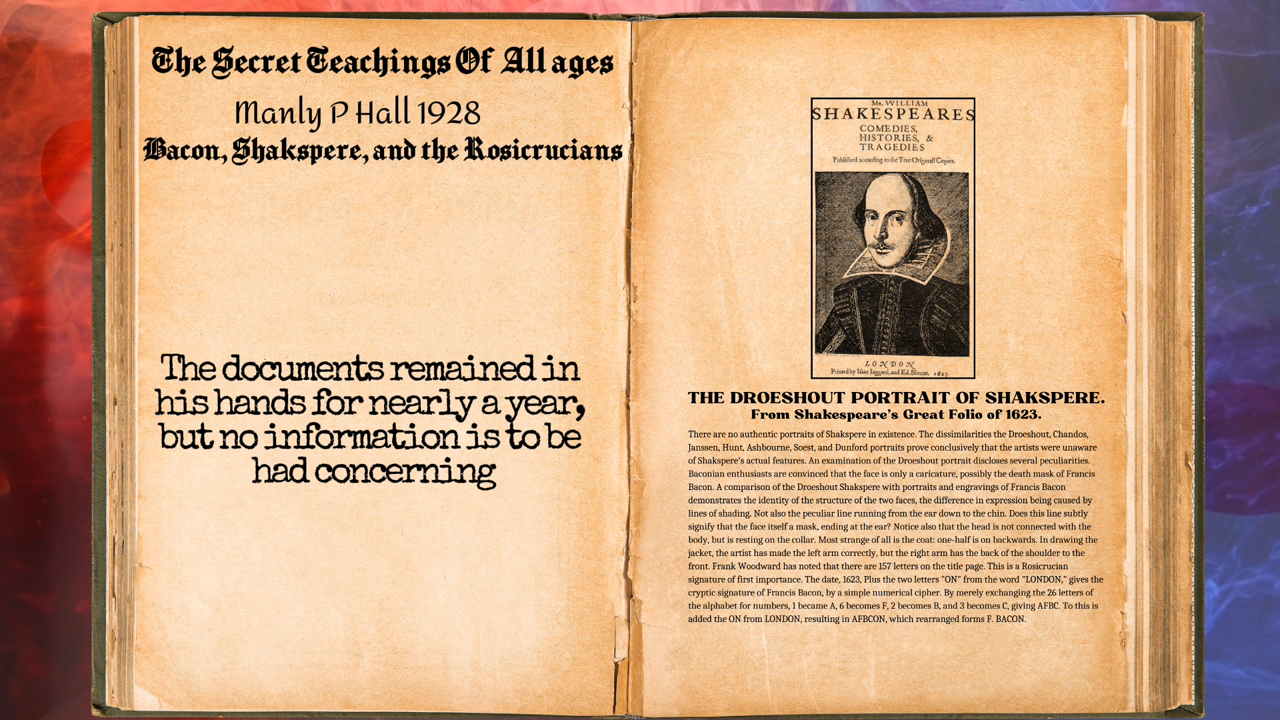 The Secret Teachings Of All ages
Manly P Hall 1928
Bacon, Shakspere, and the Rosicrucians
The documents remained in
his hands for nearly a year,
but no information is to be
had concerning
Mr. WILLIAM
SHAKESPEARES
COMEDIES,
HISTORIES, &
TRAGEDIES
Published according to the True Originall Copies.
LONDON
Printed by Isaac Iaggard, and Ed. Blount. 1623
THE DROESHOUT PORTRAIT OF SHAKSPERE.
From Shakespeare's Great Folio of 1623.
There are no authentic portraits of Shakspere in existence. The dissimilarities the Droeshout, Chandos,
Janssen, Hunt, Ashbourne, Soest, and Dunford portraits prove conclusively that the artists were unaware
of Shakspere's actual features. An examination of the Droeshout portrait discloses several peculiarities.
Baconian enthusiasts are convinced that the face is only a caricature, possibly the death mask of Francis
Bacon. A comparison of the Droeshout Shakspere with portraits and engravings of Francis Bacon
demonstrates the identity of the structure of the two faces, the difference in expression being caused by
lines of shading. Not also the peculiar line running from the ear down to the chin. Does this line subtly
signify that the face itself a mask, ending at the ear? Notice also that the head is not connected with the
body, but is resting on the collar. Most strange of all is the coat: one-half is on backwards. In drawing the
jacket, the artist has made the left arm correctly, but the right arm has the back of the shoulder to the
front. Frank Woodward has noted that there are 157 letters on the title page. This is a Rosicrucian
signature of first importance. The date, 1623, Plus the two letters "ON" from the word "LONDON," gives the
cryptic signature of Francis Bacon, by a simple numerical cipher. By merely exchanging the 26 letters of
the alphabet for numbers, 1 became A, 6 becomes F, 2 becomes B, and 3 becomes C, giving AFBC. To this is
added the ON from LONDON, resulting in AFBCON, which rearranged forms F. BACON.